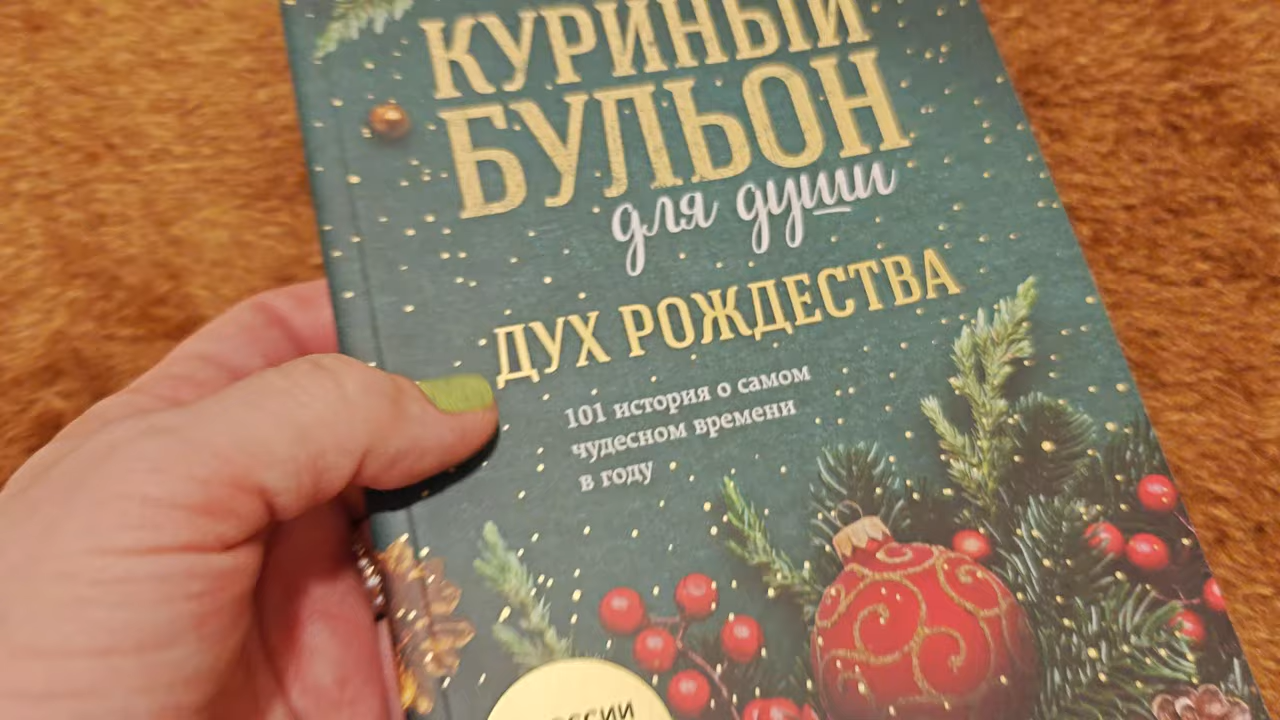 КУРИНЫЙ
БУЛЬОН
для души
ДУХ РОЖДЕСТВА
101 история о самом
чудесном времени
в году